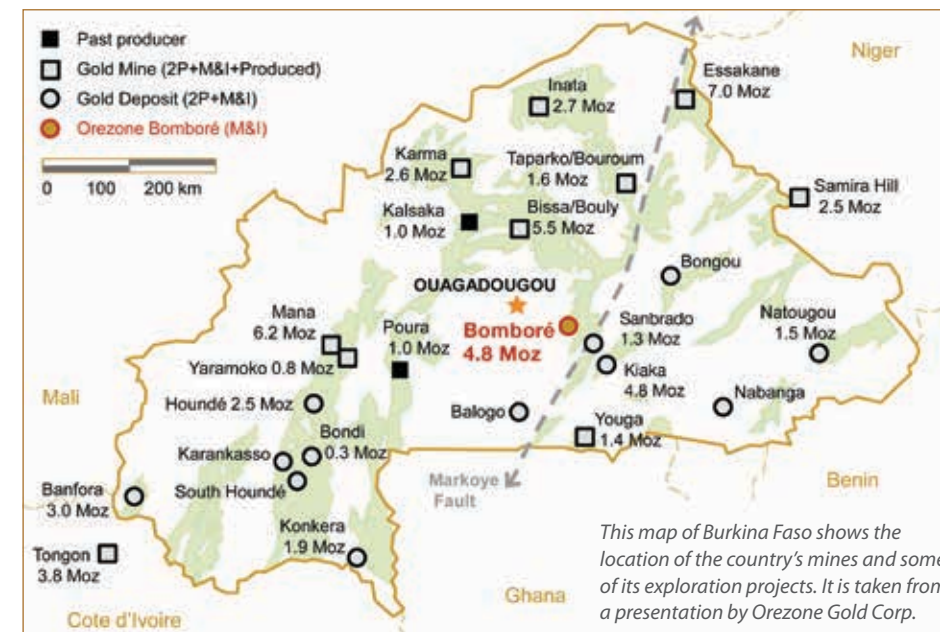 Past producer
Gold Mine (2P+M&I+Produced)
Gold Deposit (2P+M&I)
Orezone Bomboré (M&I)
0 100 200 km
Niger
Essakane
7.0 Moz
Inata
2.7 Moz
Karma
2.6 Moz
Taparko/Bouroum
1.6 Moz
Samira Hill
2.5 Moz
Kalsaka
1.0 Moz
Bissa/Bouly
5.5 Moz
Bongou
OUAGADOUGOU
Mana
6.2 Moz
Poura
1.0 Moz
Bomboré
4.8 Moz
Sanbrado
1.3 Moz
Natougou
1.5 Moz
Yaramoko 0.8 Moz
Kiaka
4.8 Moz
Mali
Houndé 2.5 Moz
Balogo
Nabanga
Bondi
0.3 Moz
Youga
1.4 Moz
Karankasso
South Houndé
Markoye
Fault
Benin
Banfora
3.0 Moz
Konkera
1.9 Moz
Tongon
3.8 Moz
Ghana
Cote d'Ivoire
This map of Burkina Faso shows the
location of the country's mines and some
of its exploration projects. It is taken from
a presentation by Orezone Gold Corp.